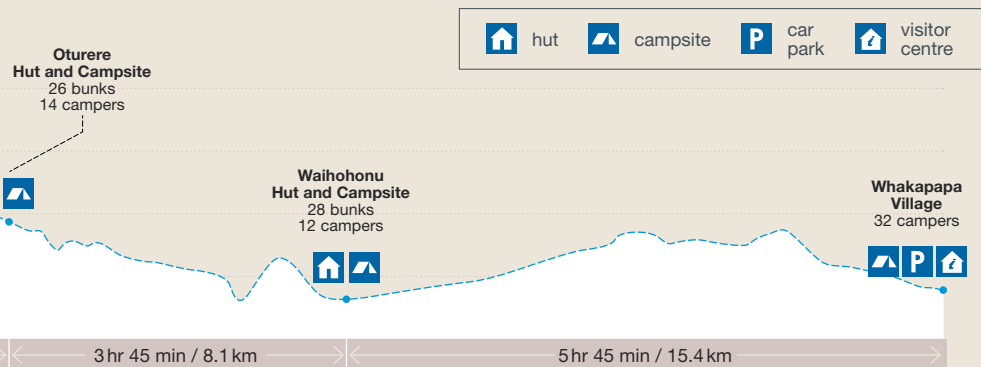 hut
campsite
P
car
park
visitor
centre
Oturere
Hut and Campsite
26 bunks
14 campers
Waihohonu
Hut and Campsite
28 bunks
12 campers
Whakapapa
Village
32 campers
P
3 hr 45 min / 8.1 km
5 hr 45 min / 15.4 km